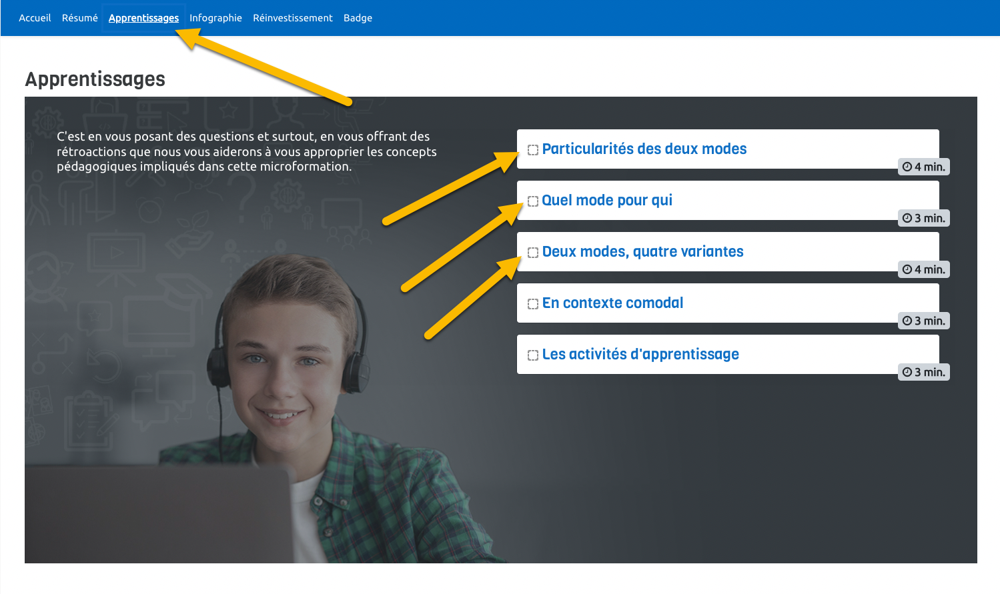 Accueil Résumé Apprentissages Infographie Réinvestissement Badge
Apprentissages
C'est en vous posant des questions et surtout, en vous offrant des
rétroactions que nous vous aiderons à vous approprier les concepts
pédagogiques impliqués dans cette microformation.
Particularités des deux modes
4 min.
Quel mode pour qui
3 min.
Deux modes, quatre variantes
4 min.
En contexte comodal
3 min.
Les activités d'apprentissage
3 min.